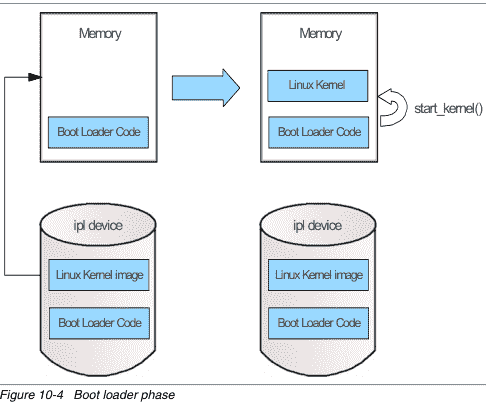 Memory
Boot Loader Code
Memory
Linux Kernel
Boot Loader Code
start_kernel()
ipl device
Linux Kernel image
Boot Loader Code
ipl device
Linux Kernel image
Boot Loader Code
Figure 10-4 Boot loader phase